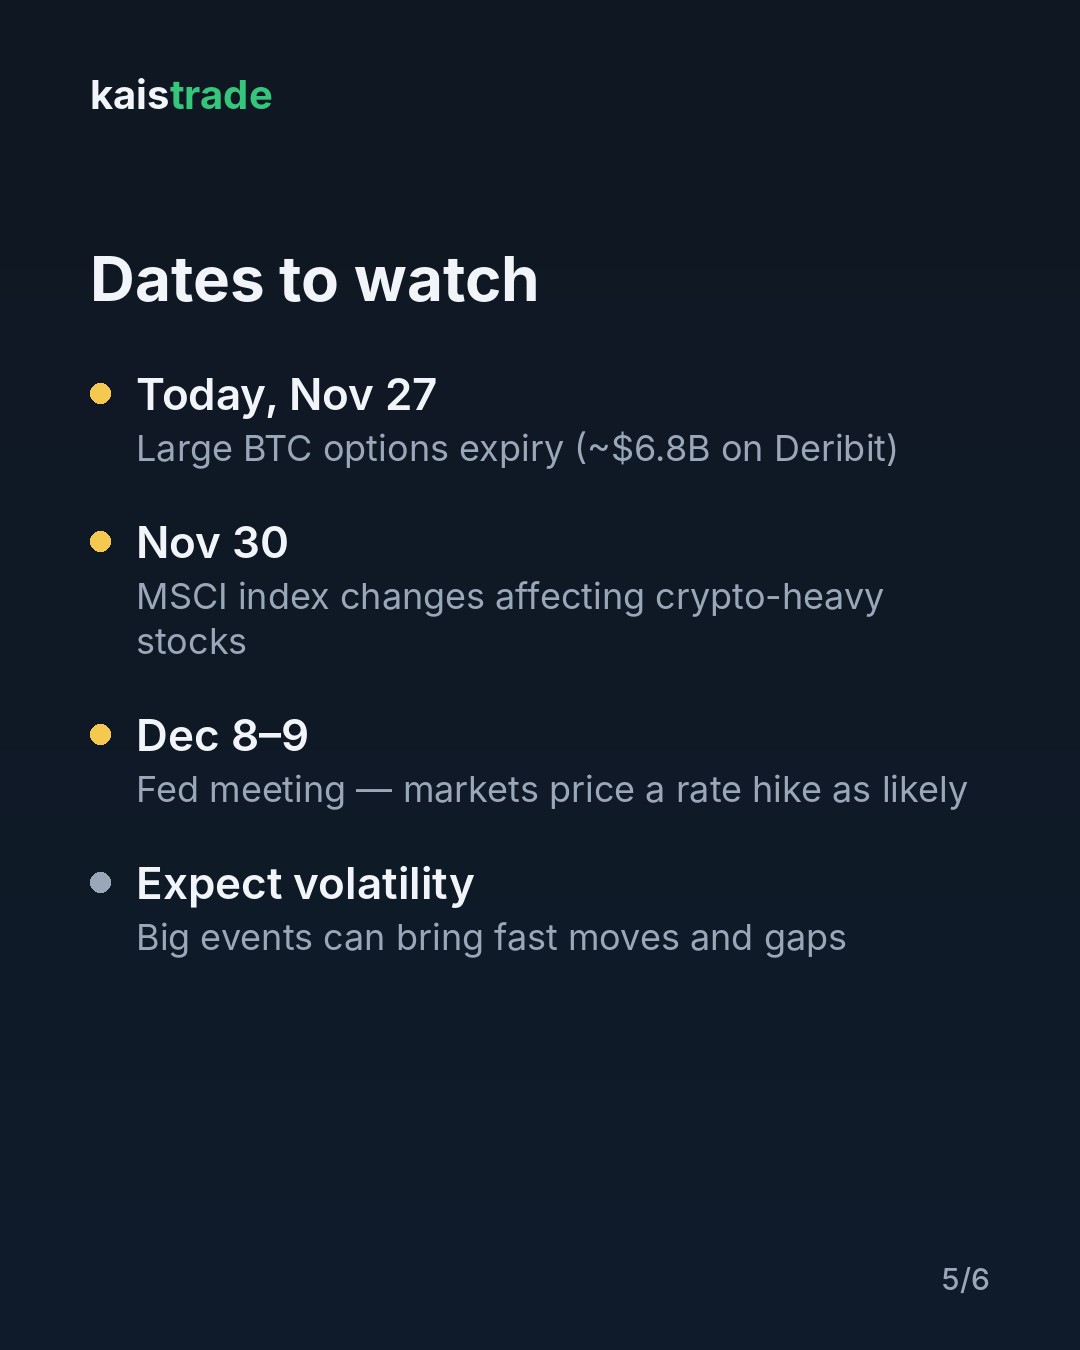 kaistrade
Dates to watch
Today, Nov 27
Large BTC options expiry (~$6.8B on Deribit)
Nov 30
MSCI index changes affecting crypto-heavy
stocks
Dec 8–9
Fed meeting — markets price a rate hike as likely
Expect volatility
Big events can bring fast moves and gaps
5/6